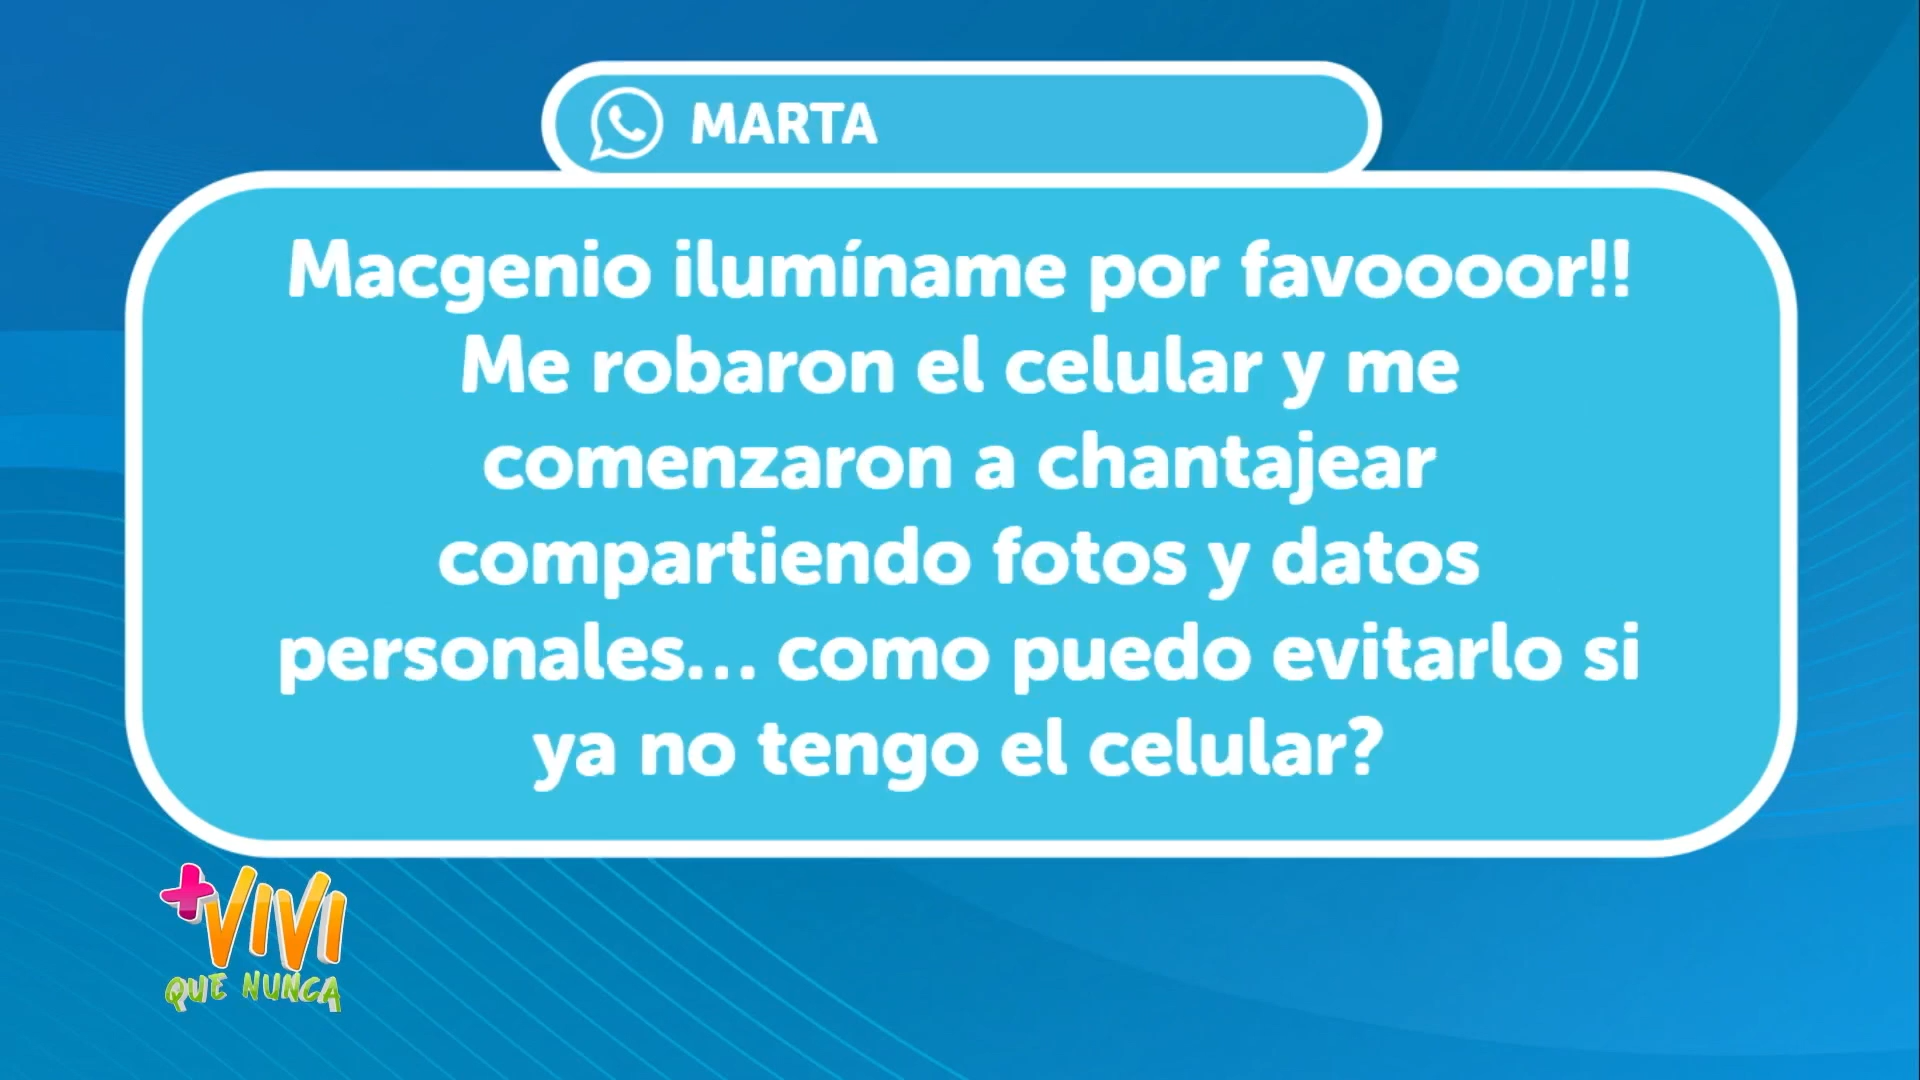 MARTA
Macgenio ilumíname por favoooor!!
Me robaron el celular y me
comenzaron a chantajear
compartiendo fotos y datos
personales... como puedo evitarlo si
ya no tengo el celular?
+VIVI
QUE NUNCA